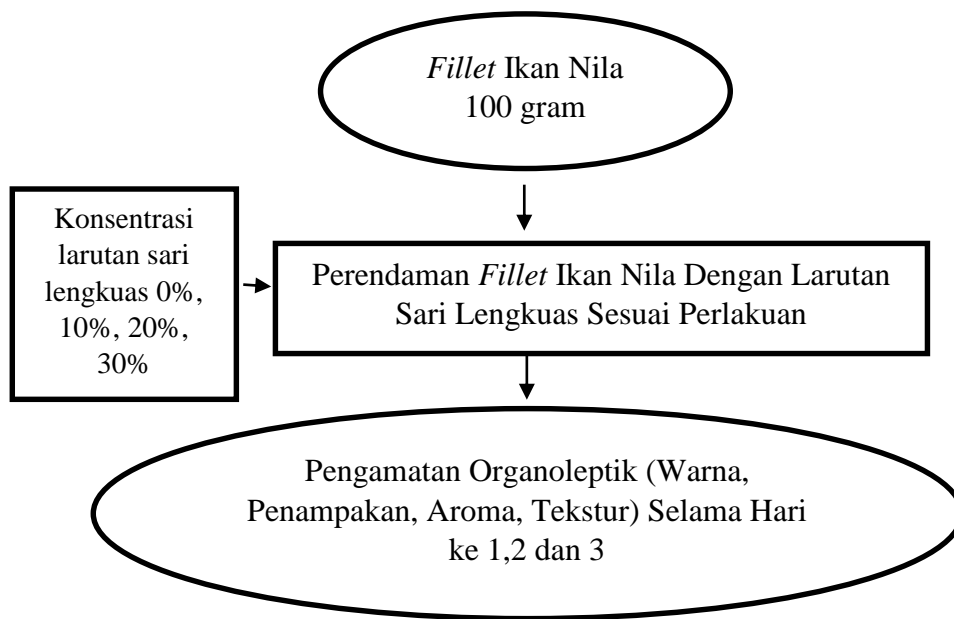 Fillet Ikan Nila
100 gram
Konsentrasi
larutan sari
lengkuas 0%,
10%, 20%,
30%
Perendaman Fillet Ikan Nila Dengan Larutan
Sari Lengkuas Sesuai Perlakuan
Pengamatan Organoleptik (Warna,
Penampakan, Aroma, Tekstur) Selama Hari
ke 1,2 dan 3